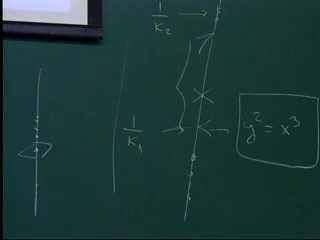 1/K₂ →
1/K₁ →
y² = x³